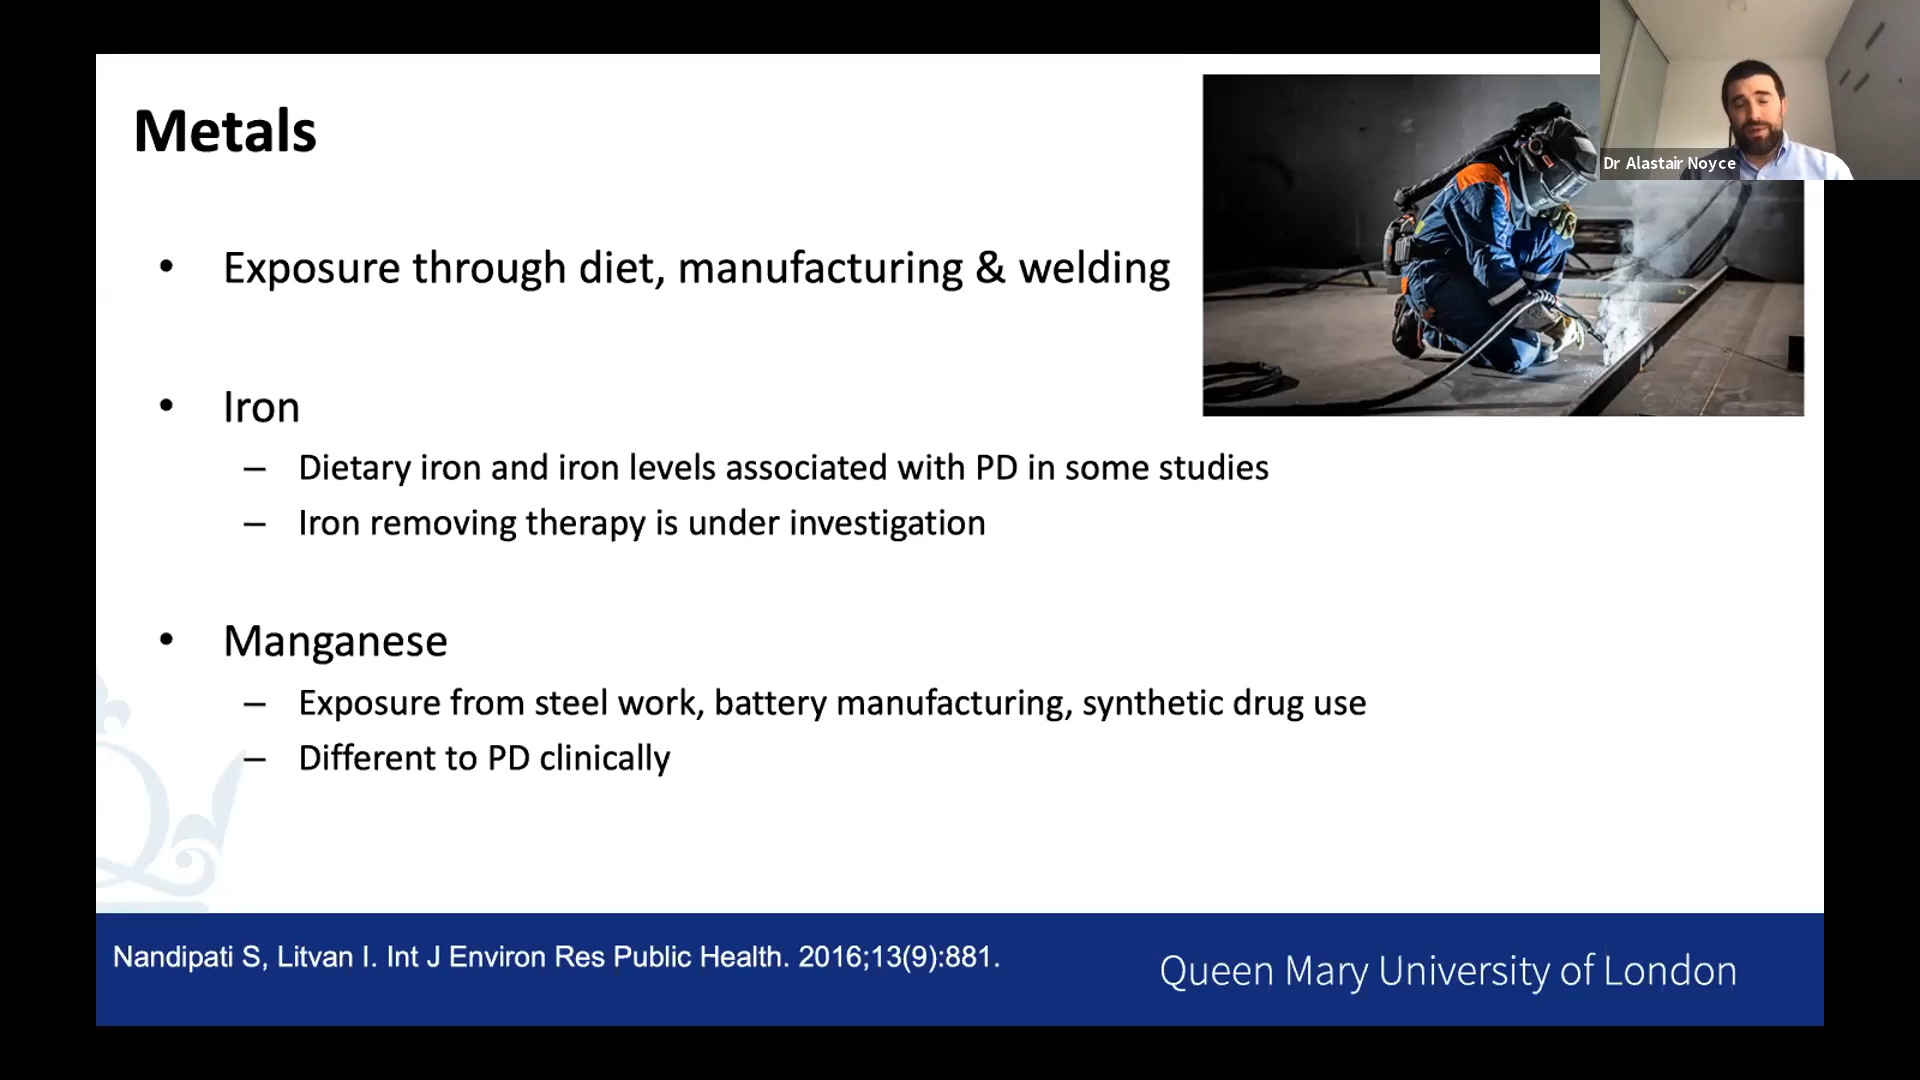 Metals
Dr Alastair Noyce
• Exposure through diet, manufacturing & welding
• Iron
– Dietary iron and iron levels associated with PD in some studies
– Iron removing therapy is under investigation
• Manganese
– Exposure from steel work, battery manufacturing, synthetic drug use
– Different to PD clinically
Nandipati S, Litvan I. Int J Environ Res Public Health. 2016;13(9):881.
Queen Mary University of London